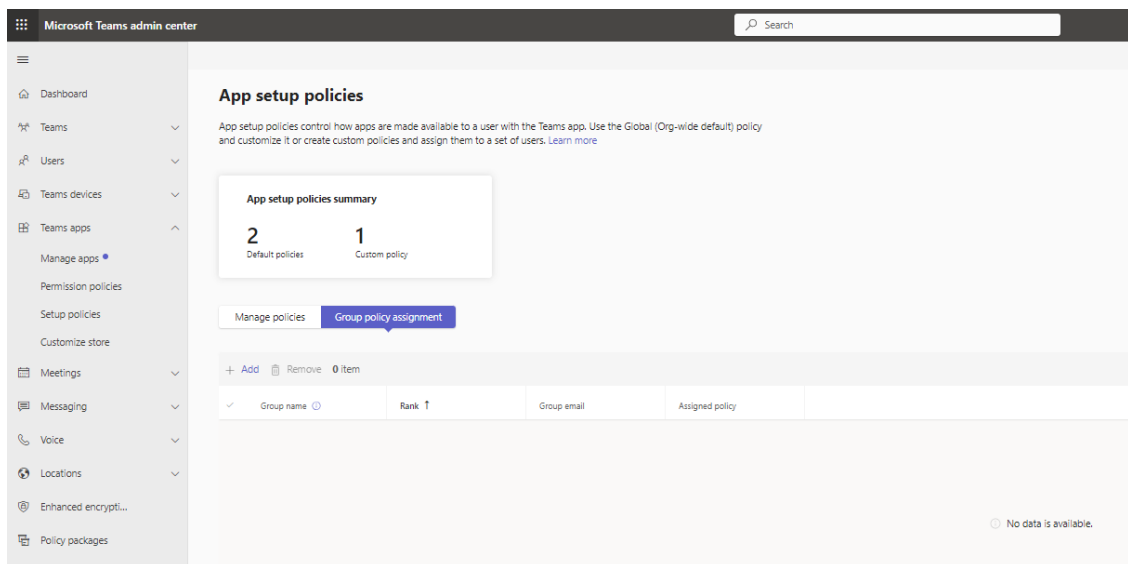 Microsoft Teams admin center
Search
Dashboard
Teams
Users
Teams devices
Teams apps
Manage apps
Permission policies
Setup policies
Customize store
Meetings
Messaging
Voice
Locations
Enhanced encrypti...
Policy packages
App setup policies
App setup policies control how apps are made available to a user with the Teams app. Use the Global (Org-wide default) policy
and customize it or create custom policies and assign them to a set of users. Learn more
App setup policies summary
2 1
Default policies Custom policy
Manage policies Group policy assignment
+ Add Remove 0 item
Group name Rank ↑ Group email Assigned policy
No data is available.